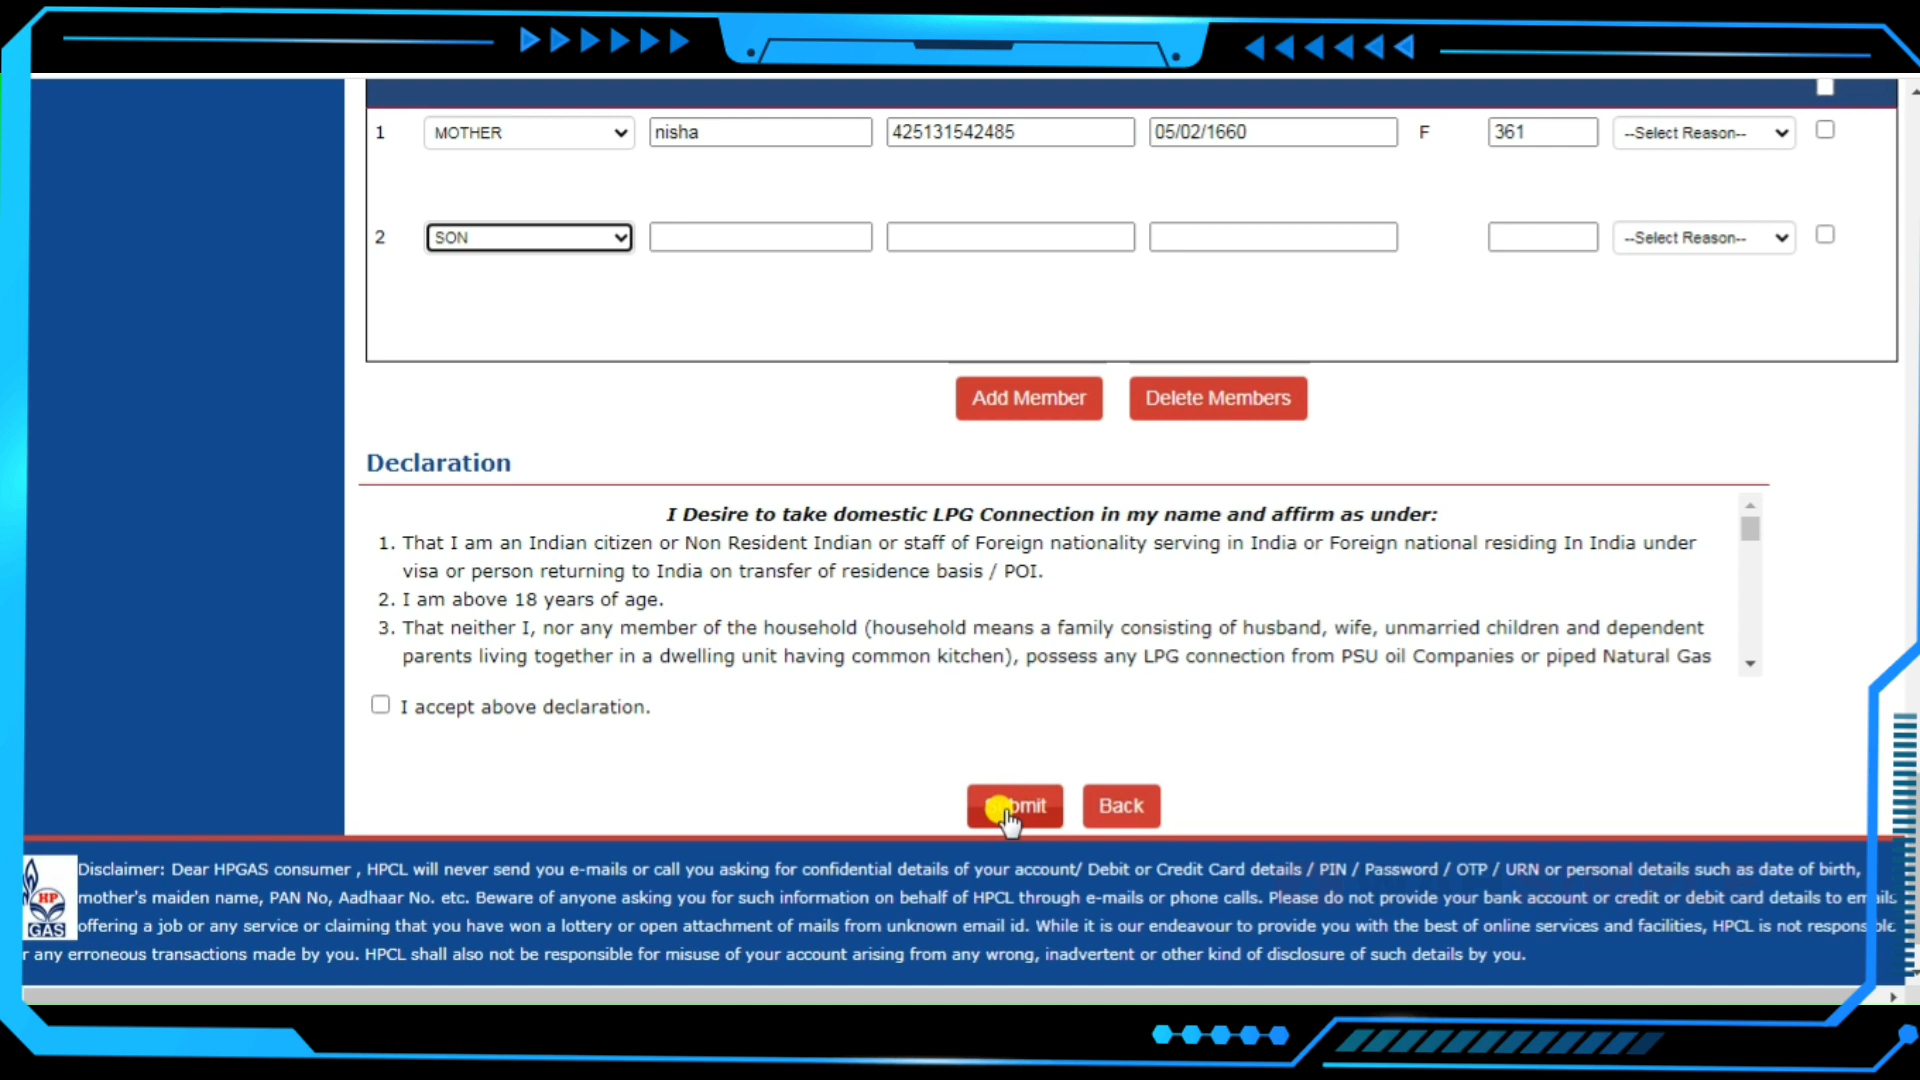 1 MOTHER nisha 425131542485 05/02/1660 F 361 --Select Reason--
2 SON --Select Reason--
Add Member Delete Members
Declaration
I Desire to take domestic LPG Connection in my name and affirm as under:
1. That I am an Indian citizen or Non Resident Indian or staff of Foreign nationality serving in India or Foreign national residing In India under
visa or person returning to India on transfer of residence basis / POI.
2. I am above 18 years of age.
3. That neither I, nor any member of the household (household means a family consisting of husband, wife, unmarried children and dependent
parents living together in a dwelling unit having common kitchen), possess any LPG connection from PSU oil Companies or piped Natural Gas
I accept above declaration.
Submit Back
Disclaimer: Dear HPGAS consumer , HPCL will never send you e-mails or call you asking for confidential details of your account/ Debit or Credit Card details / PIN / Password / OTP / URN or personal details such as date of birth,
mother's maiden name, PAN No, Aadhaar No. etc. Beware of anyone asking you for such information on behalf of HPCL through e-mails or phone calls. Please do not provide your bank account or credit or debit card details to emails
offering a job or any service or claiming that you have won a lottery or open attachment of mails from unknown email id. While it is our endeavour to provide you with the best of online services and facilities, HPCL is not responsible
r any erroneous transactions made by you. HPCL shall also not be responsible for misuse of your account arising from any wrong, inadvertent or other kind of disclosure of such details by you.
HP
GAS